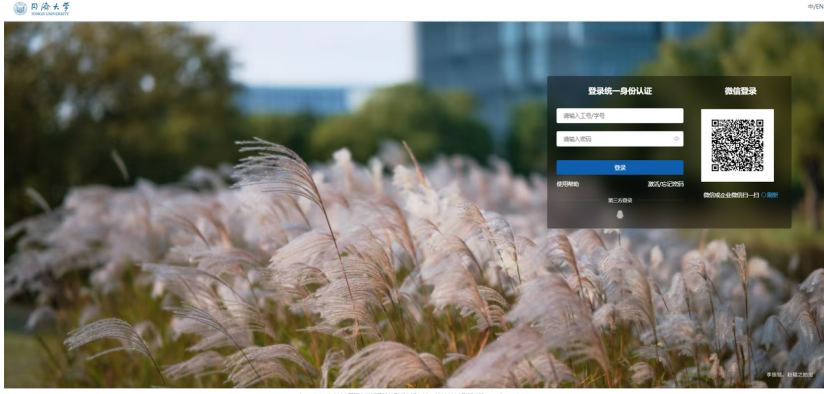 同济大学
TONGJI UNIVERSITY
中/EN
登录统一身份认证
微信登录
请输入工号/学号
请输入密码
登录
使用帮助
激活/忘记密码
微信或企业微信扫一扫
刷新
第三方登录